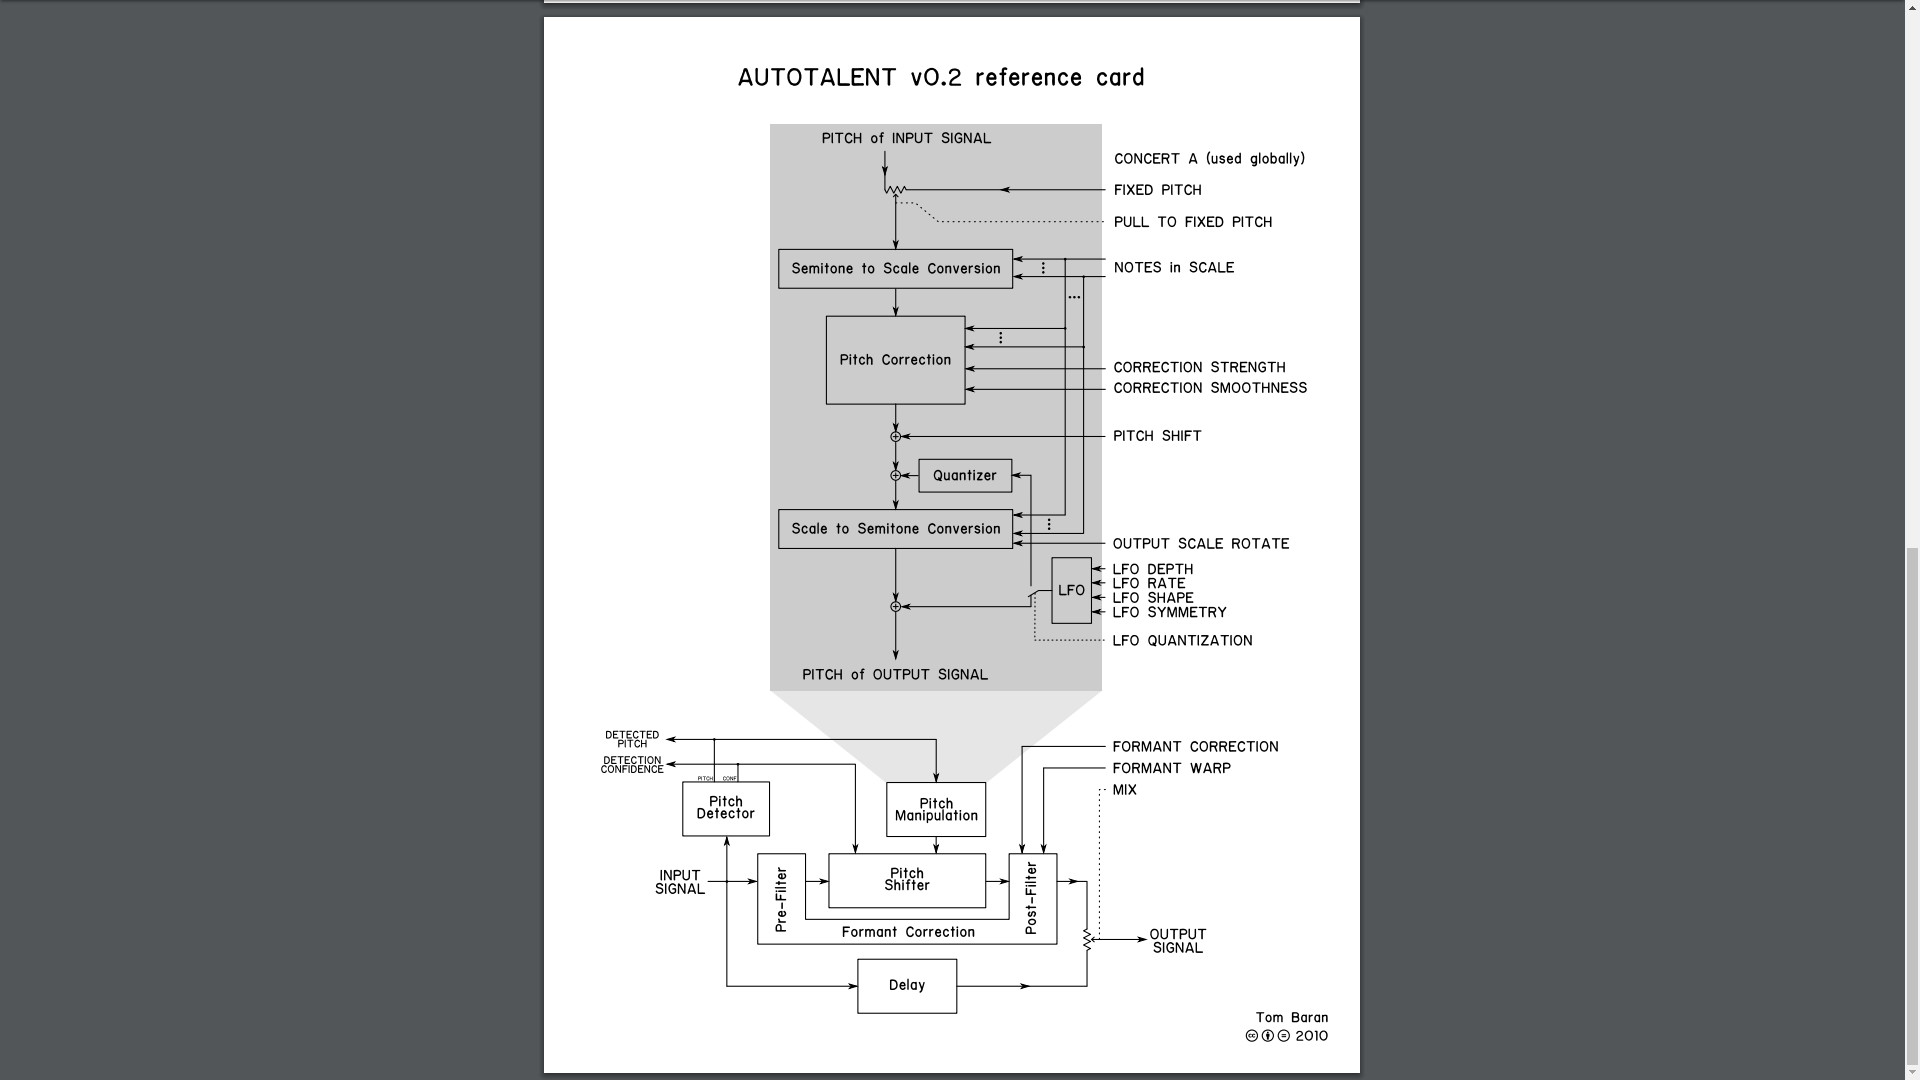 AUTOTALENT v0.2 reference card
PITCH of INPUT SIGNAL
CONCERT A (used globally)
FIXED PITCH
PULL TO FIXED PITCH
Semitone to Scale Conversion
NOTES in SCALE
Pitch Correction
CORRECTION STRENGTH
CORRECTION SMOOTHNESS
PITCH SHIFT
Quantizer
Scale to Semitone Conversion
OUTPUT SCALE ROTATE
LFO
LFO DEPTH
LFO RATE
LFO SHAPE
LFO SYMMETRY
LFO QUANTIZATION
PITCH of OUTPUT SIGNAL
DETECTED
PITCH
DETECTION
CONFIDENCE
PITCH
CONF
FORMANT CORRECTION
FORMANT WARP
MIX
Pitch
Detector
Pitch
Manipulation
INPUT
SIGNAL
Pre-Filter
Pitch
Shifter
Post-Filter
Formant Correction
OUTPUT
SIGNAL
Delay
Tom Baran
2010